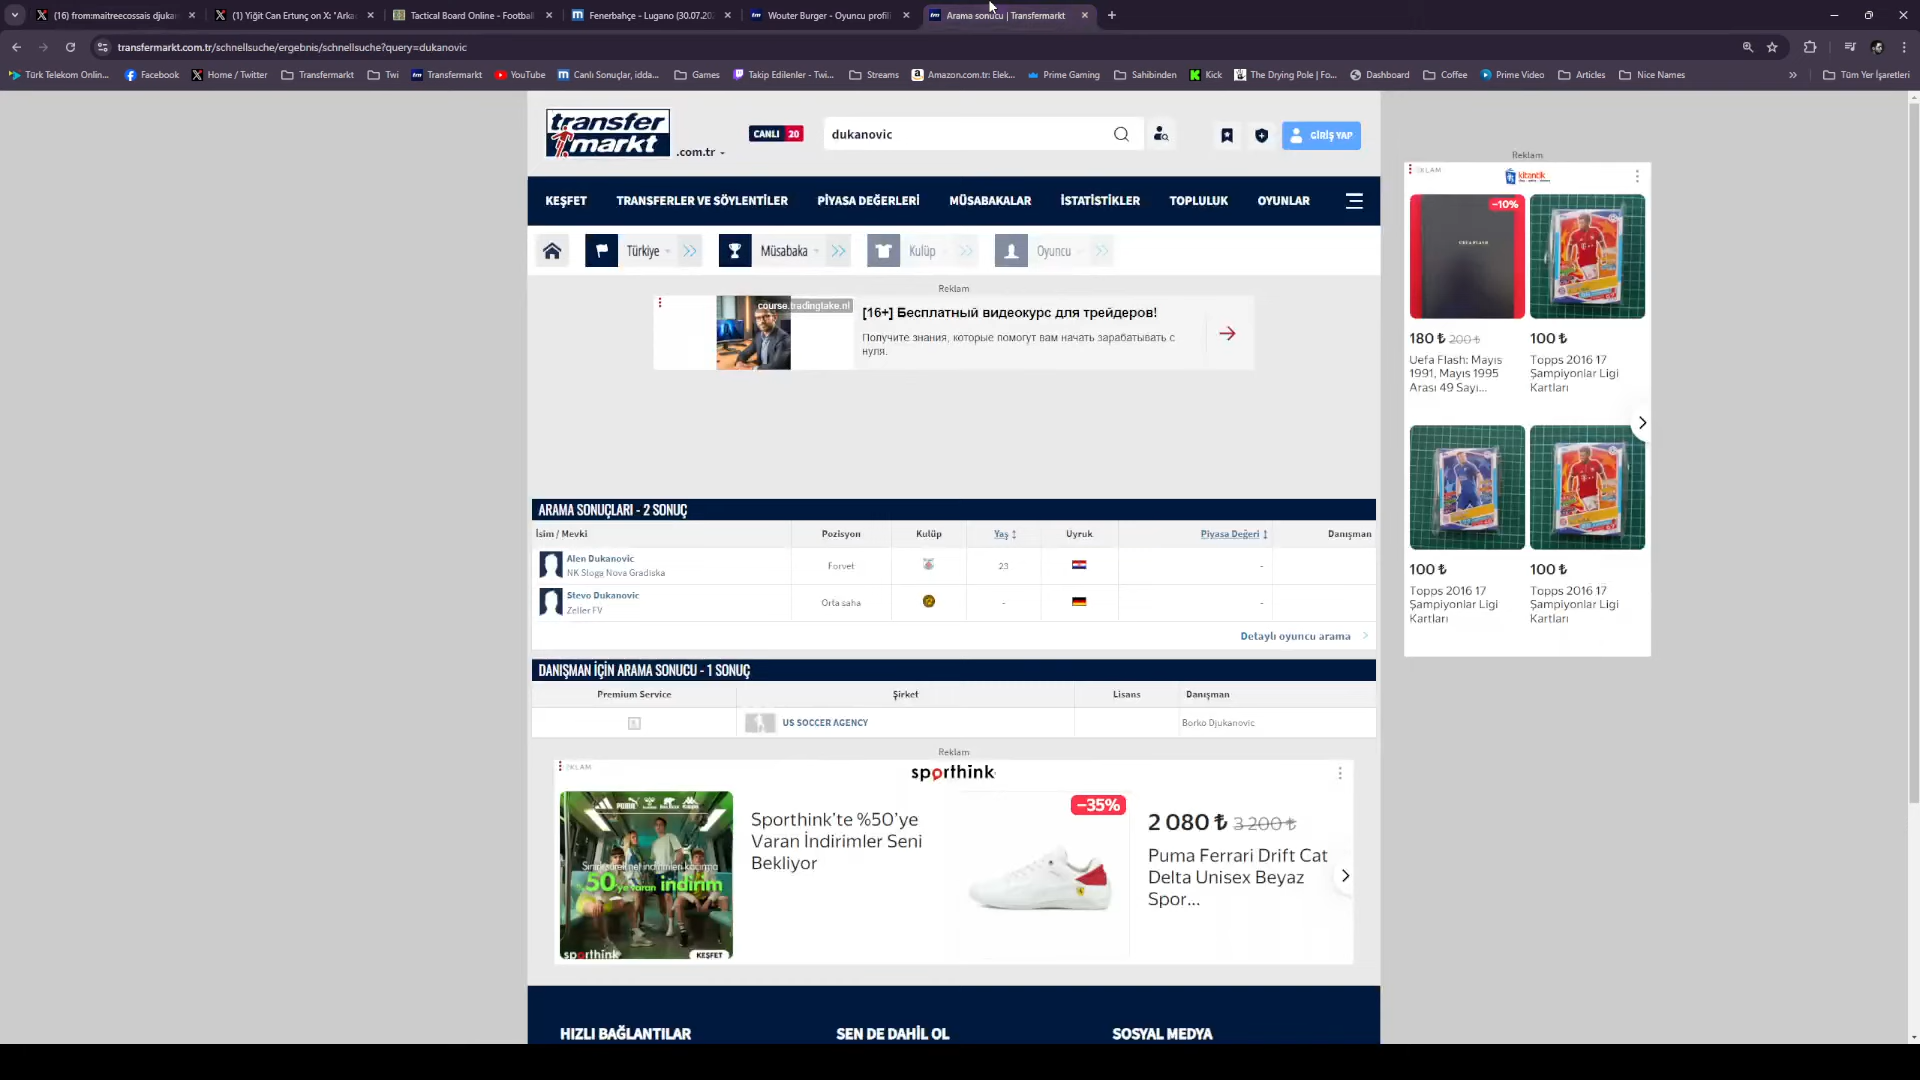 (16) from:maitreecossais djukan
(1) Yiğit Can Ertunç on X: "Arka
Tactical Board Online - Football
Fenerbahçe - Lugano (30.07.202
Wouter Burger - Oyuncu profili
Arama sonucu | Transfermarkt
transfermarkt.com.tr/schnellsuche/ergebnis/schnellsuche?query=dukanovic
Türk Telekom Onlin...
Facebook
Home / Twitter
Transfermarkt
Twi
Transfermarkt
YouTube
Canlı Sonuçlar, idda...
Games
Takip Edilenler - Twi...
Streams
Amazon.com.tr: Elek...
Prime Gaming
Sahibinden
Kick
The Drying Pole | Fo...
Dashboard
Coffee
Prime Video
Articles
Nice Names
Tüm Yer İşaretleri
transfer
markt
.com.tr
CANLI 20
dukanovic
GİRİŞ YAP
KEŞFET
TRANSFERLER VE SÖYLENTİLER
PİYASA DEĞERLERİ
MÜSABAKALAR
İSTATİSTİKLER
TOPLULUK
OYUNLAR
Türkiye
Müsabaka
Kulüp
Oyuncu
Reklam
course.tradingtake.nl
[16+] Бесплатный видеокурс для трейдеров!
Получите знания, которые помогут вам начать зарабатывать с
нуля.
ARAMA SONUÇLARI - 2 SONUÇ
İsim / Mevki
Pozisyon
Kulüp
Yaş
Uyruk
Piyasa Değeri
Danışman
Alen Dukanovic
NK Sloga Nova Gradiska
Forvet
23
-
Stevo Dukanovic
Zeller FV
Orta saha
-
-
Detaylı oyuncu arama
DANIŞMAN İÇİN ARAMA SONUCU - 1 SONUÇ
Premium Service
Şirket
Lisans
Danışman
US SOCCER AGENCY
Borko Djukanovic
Reklam
sporthink
Sporthink'te %50'ye
Varan İndirimler Seni
Bekliyor
50'ye varan indirim
sporthink
KEŞFET
-35%
2 080 ₺ 3 200 ₺
Puma Ferrari Drift Cat
Delta Unisex Beyaz
Spor...
HIZLI BAĞLANTILAR
SEN DE DAHİL OL
SOSYAL MEDYA
Reklam
kitantik
-10%
UEFA FLASH
180 ₺ 200 ₺
Uefa Flash: Mayıs
1991, Mayıs 1995
Arası 49 Sayı...
100 ₺
Topps 2016 17
Şampiyonlar Ligi
Kartları
100 ₺
Topps 2016 17
Şampiyonlar Ligi
Kartları
100 ₺
Topps 2016 17
Şampiyonlar Ligi
Kartları